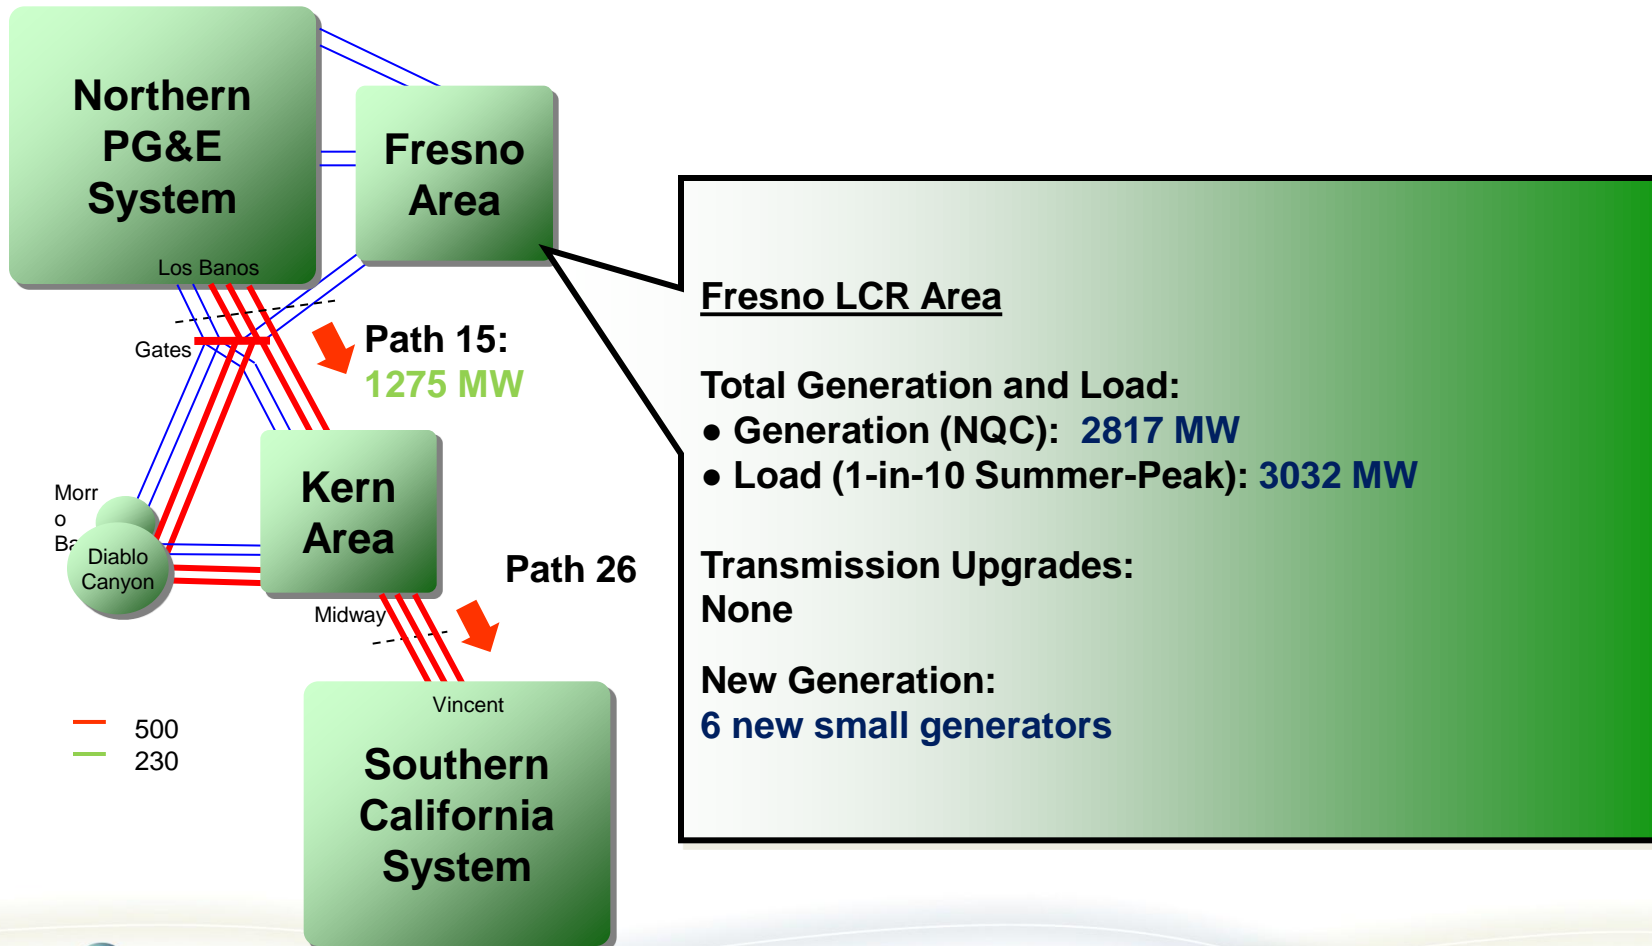 Northern
PG&E
System
Fresno
Area
Los Banos
Gates
Path 15:
1275 MW
Morr
o
Ba
Diablo
Canyon
Kern
Area
Path 26
Midway
Vincent
500
230
Southern
California
System
Fresno LCR Area
Total Generation and Load:
● Generation (NQC): 2817 MW
● Load (1-in-10 Summer-Peak): 3032 MW
Transmission Upgrades:
None
New Generation:
6 new small generators